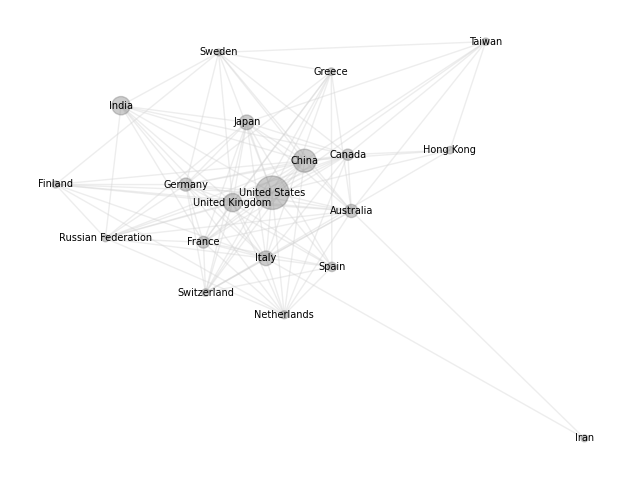 Taiwan
Sweden
Greece
India
Japan
Hong Kong
Canada
China
Finland
Germany
United States
United Kingdom
Australia
Russian Federation
France
Italy
Spain
Switzerland
Netherlands
Iran